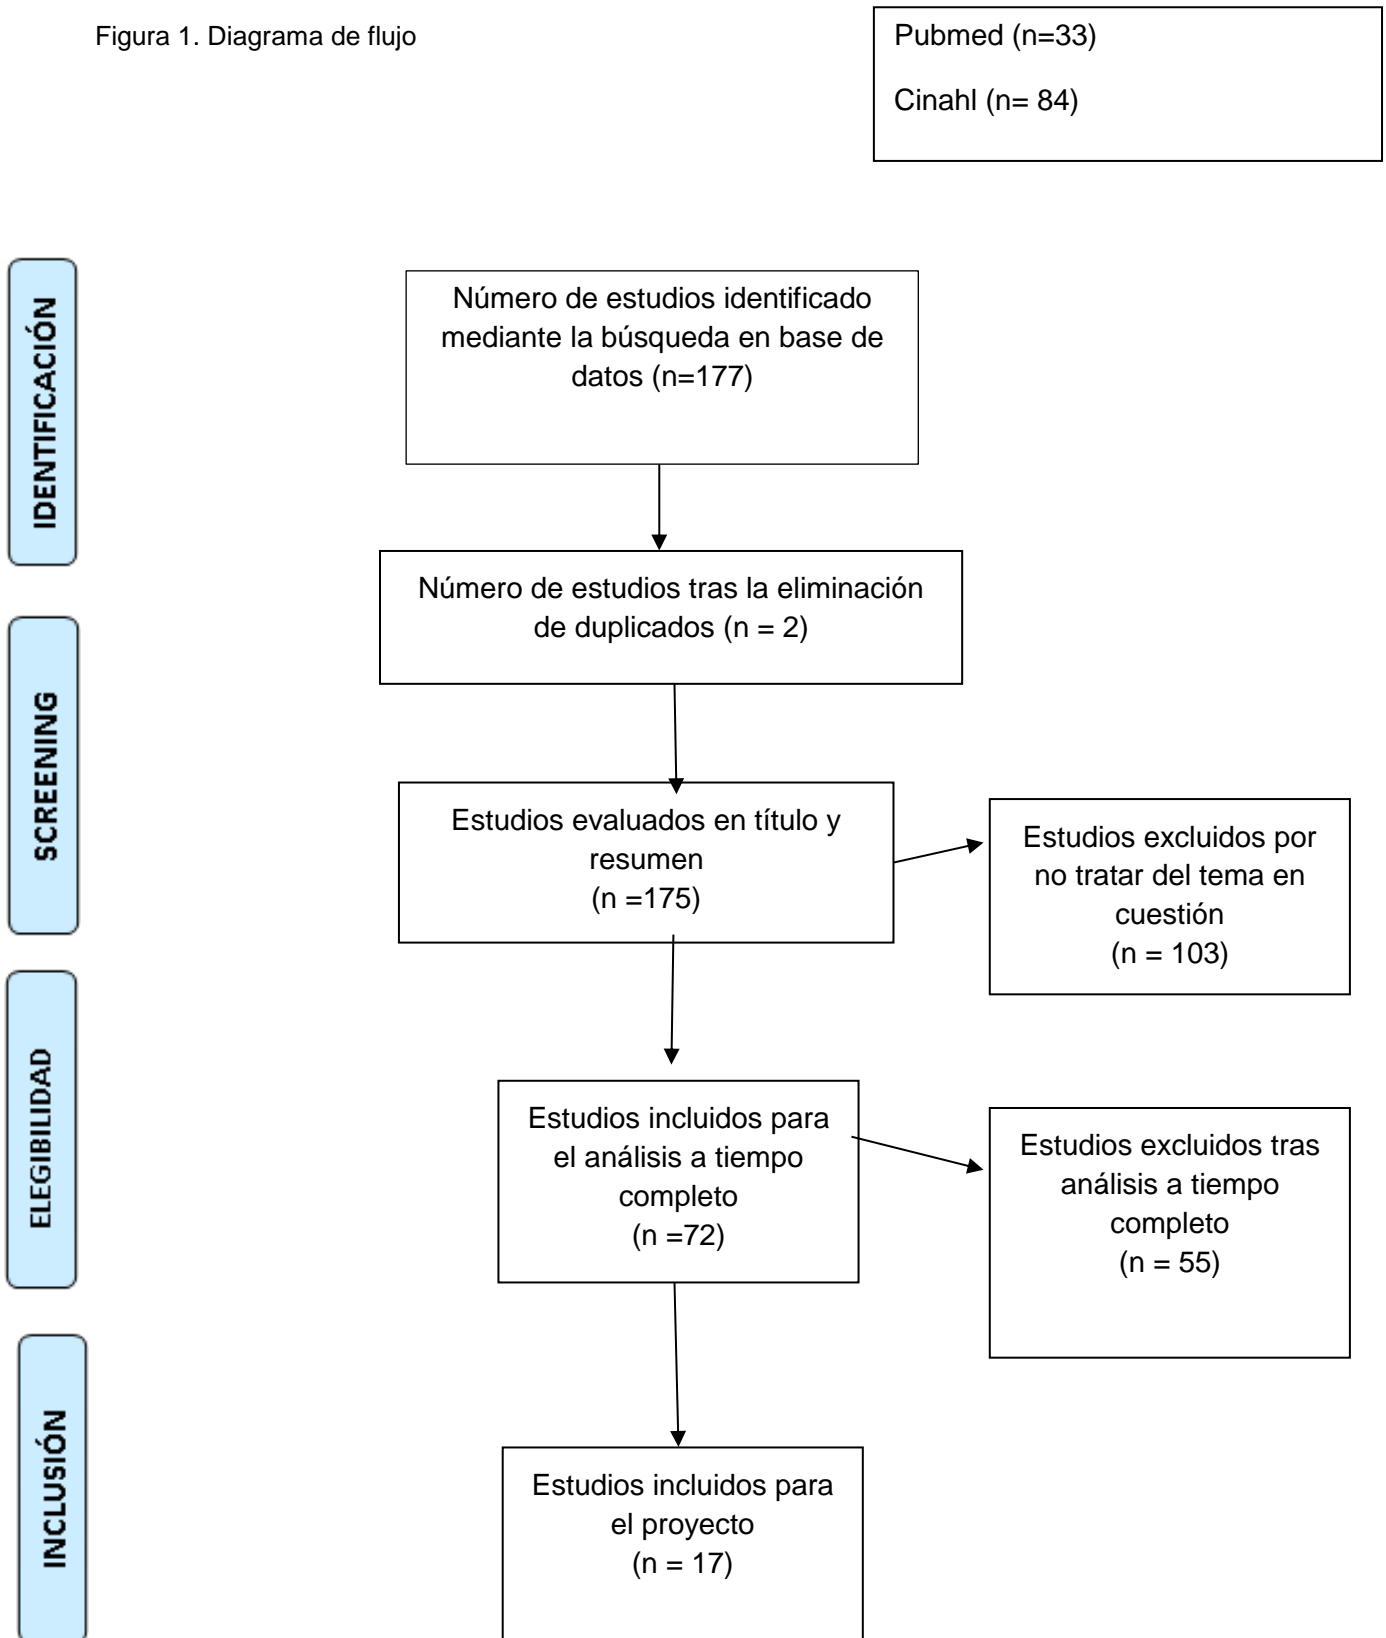 Figura 1. Diagrama de flujo
Pubmed (n=33)
Cinahl (n= 84)
IDENTIFICACIÓN
Número de estudios identificado
mediante la búsqueda en base de
datos (n=177)
Número de estudios tras la eliminación
de duplicados (n = 2)
SCREENING
Estudios evaluados en título y
resumen
(n =175)
Estudios excluidos por
no tratar del tema en
cuestión
(n = 103)
ELEGIBILIDAD
Estudios incluidos para
el análisis a tiempo
completo
(n =72)
Estudios excluidos tras
análisis a tiempo
completo
(n = 55)
INCLUSIÓN
Estudios incluidos para
el proyecto
(n = 17)